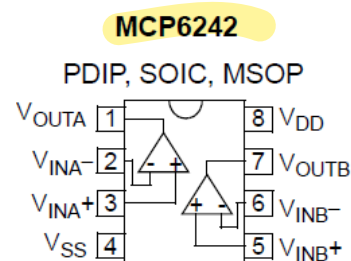 MCP6242
PDIP, SOIC, MSOP
VOUTA 1 8 VDD
VINA– 2 - + 7 VOUTB
VINA+ 3 + - 6 VINB–
VSS 4 5 VINB+